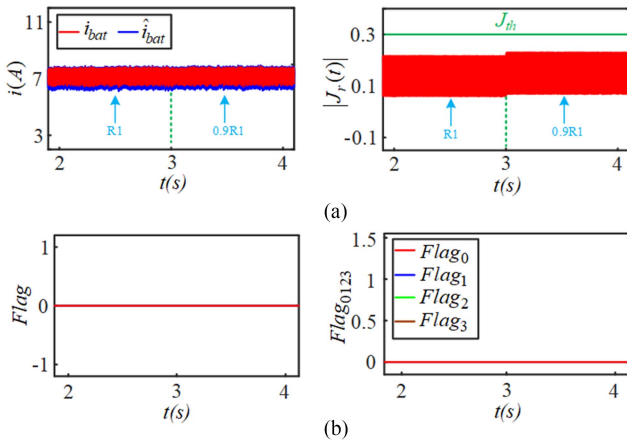 11
7
3
i(A)
i_bat
î_bat
R1
0.9R1
2
3
4
t(s)
0.3
0.1
-0.1
|J_r(t)|
J_th
R1
0.9R1
2
3
4
t(s)
(a)
1
0
-1
Flag
2
3
4
t(s)
1.5
1
0.5
0
Flag_0123
Flag_0
Flag_1
Flag_2
Flag_3
2
3
4
t(s)
(b)